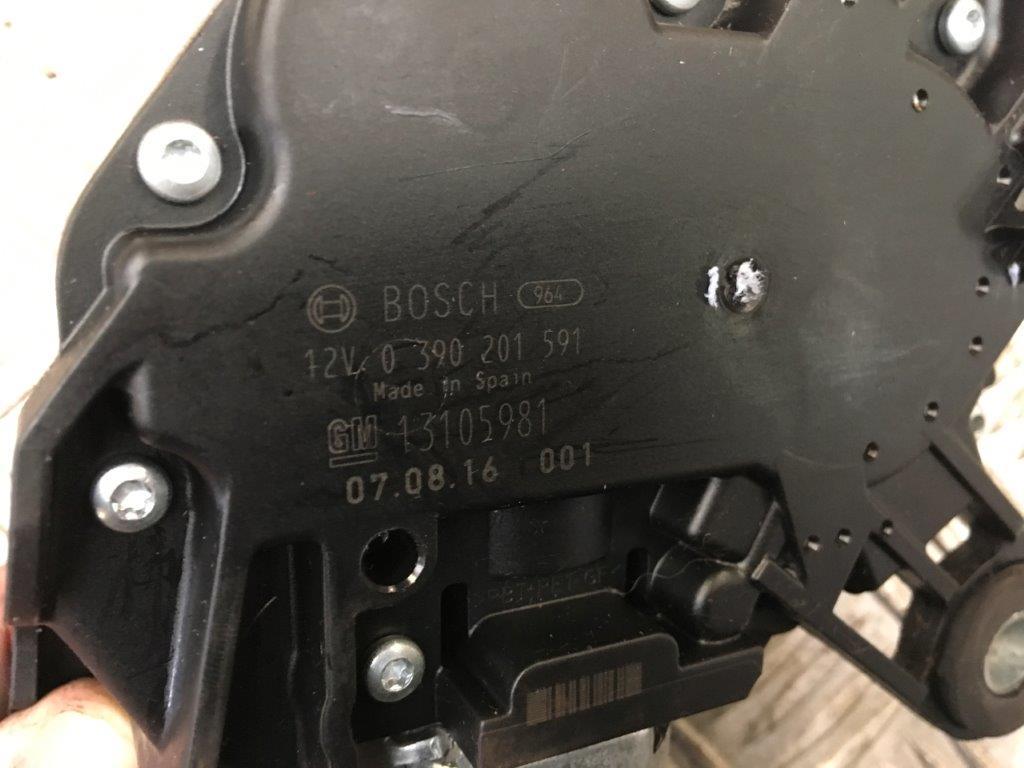 BOSCH 964
12V 0 390 201 591
Made in Spain
GM 13105981
07.08.16 001